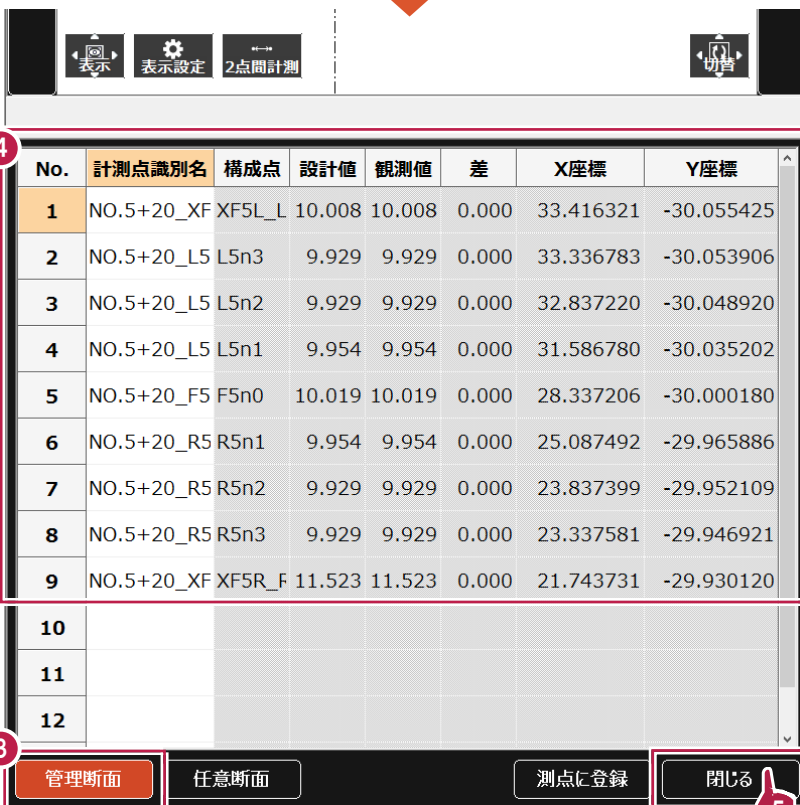 表示 表示設定 2点間計測 切替
4
No. 計測点識別名 構成点 設計値 観測値 差 X座標 Y座標
1 NO.5+20_XF XF5L_L 10.008 10.008 0.000 33.416321 -30.055425
2 NO.5+20_L5 L5n3 9.929 9.929 0.000 33.336783 -30.053906
3 NO.5+20_L5 L5n2 9.929 9.929 0.000 32.837220 -30.048920
4 NO.5+20_L5 L5n1 9.954 9.954 0.000 31.586780 -30.035202
5 NO.5+20_F5 F5n0 10.019 10.019 0.000 28.337206 -30.000180
6 NO.5+20_R5 R5n1 9.954 9.954 0.000 25.087492 -29.965886
7 NO.5+20_R5 R5n2 9.929 9.929 0.000 23.837399 -29.952109
8 NO.5+20_R5 R5n3 9.929 9.929 0.000 23.337581 -29.946921
9 NO.5+20_XF XF5R_R 11.523 11.523 0.000 21.743731 -29.930120
10
11
12
3
管理断面 任意断面 測点に登録 閉じる
5